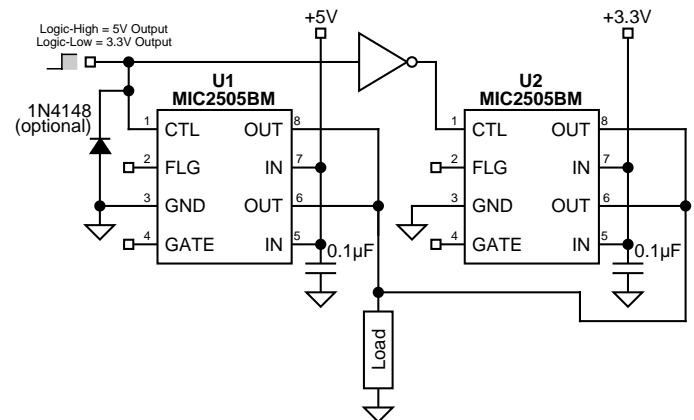 Logic-High = 5V Output
Logic-Low = 3.3V Output
+5V
+3.3V
U1
MIC2505BM
U2
MIC2505BM
1N4148
(optional)
1 CTL OUT 8
2 FLG IN 7
3 GND OUT 6
4 GATE IN 5
0.1µF
1 CTL OUT 8
2 FLG IN 7
3 GND OUT 6
4 GATE IN 5
0.1µF
Load